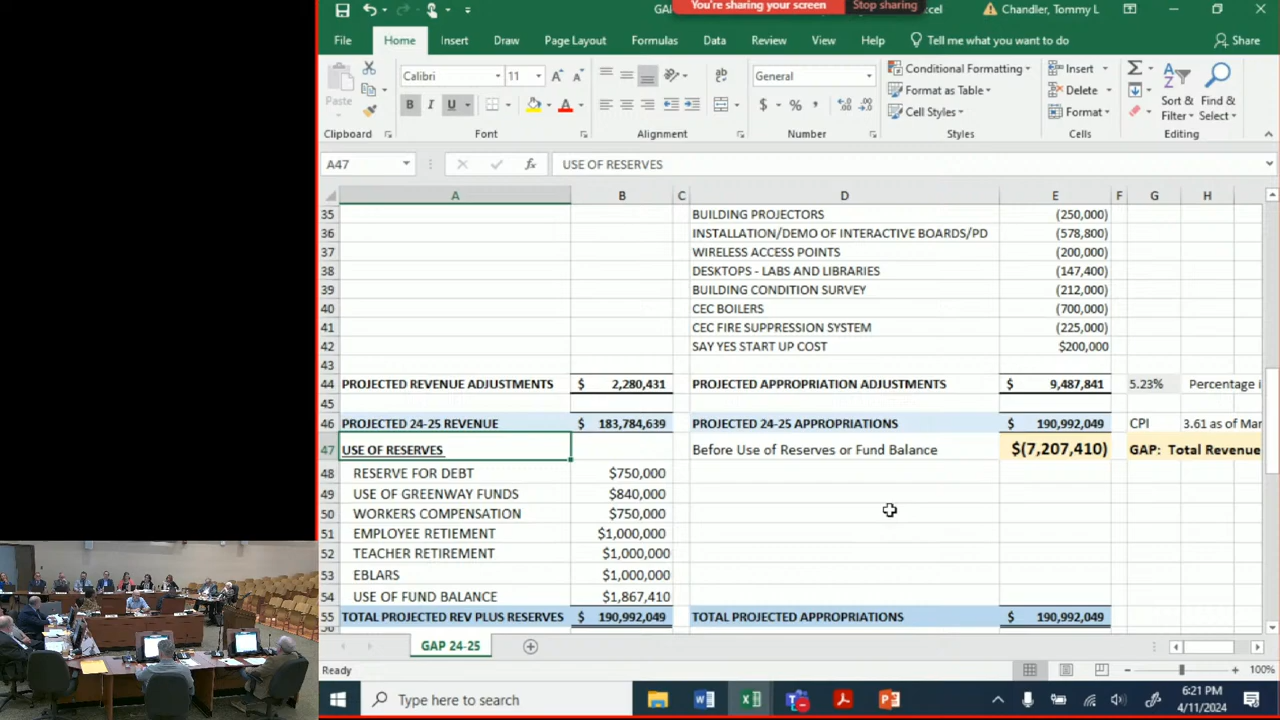 GA
You're sharing your screen
Stop sharing
cel
Chandler, Tommy L
File Home Insert Draw Page Layout Formulas Data Review View Help Tell me what you want to do Share
Paste
Clipboard
Calibri 11
B I U
Font
Alignment
General
$ % ,
Number
Conditional Formatting
Format as Table
Cell Styles
Styles
Insert
Delete
Format
Cells
Sort & Filter
Find & Select
Editing
A47 fx USE OF RESERVES
A B C D E F G H
35 BUILDING PROJECTORS (250,000)
36 INSTALLATION/DEMO OF INTERACTIVE BOARDS/PD (578,800)
37 WIRELESS ACCESS POINTS (200,000)
38 DESKTOPS - LABS AND LIBRARIES (147,400)
39 BUILDING CONDITION SURVEY (212,000)
40 CEC BOILERS (700,000)
41 CEC FIRE SUPPRESSION SYSTEM (225,000)
42 SAY YES START UP COST $200,000
43
44 PROJECTED REVENUE ADJUSTMENTS $ 2,280,431 PROJECTED APPROPRIATION ADJUSTMENTS $ 9,487,841 5.23% Percentage i
45
46 PROJECTED 24-25 REVENUE $ 183,784,639 PROJECTED 24-25 APPROPRIATIONS $ 190,992,049 CPI 3.61 as of Mar
47 USE OF RESERVES Before Use of Reserves or Fund Balance $(7,207,410) GAP: Total Revenue
48 RESERVE FOR DEBT $750,000
49 USE OF GREENWAY FUNDS $840,000
50 WORKERS COMPENSATION $750,000
51 EMPLOYEE RETIEMENT $1,000,000
52 TEACHER RETIREMENT $1,000,000
53 EBLARS $1,000,000
54 USE OF FUND BALANCE $1,867,410
55 TOTAL PROJECTED REV PLUS RESERVES $ 190,992,049 TOTAL PROJECTED APPROPRIATIONS $ 190,992,049
GAP 24-25
Ready
100%
Type here to search
6:21 PM
4/11/2024